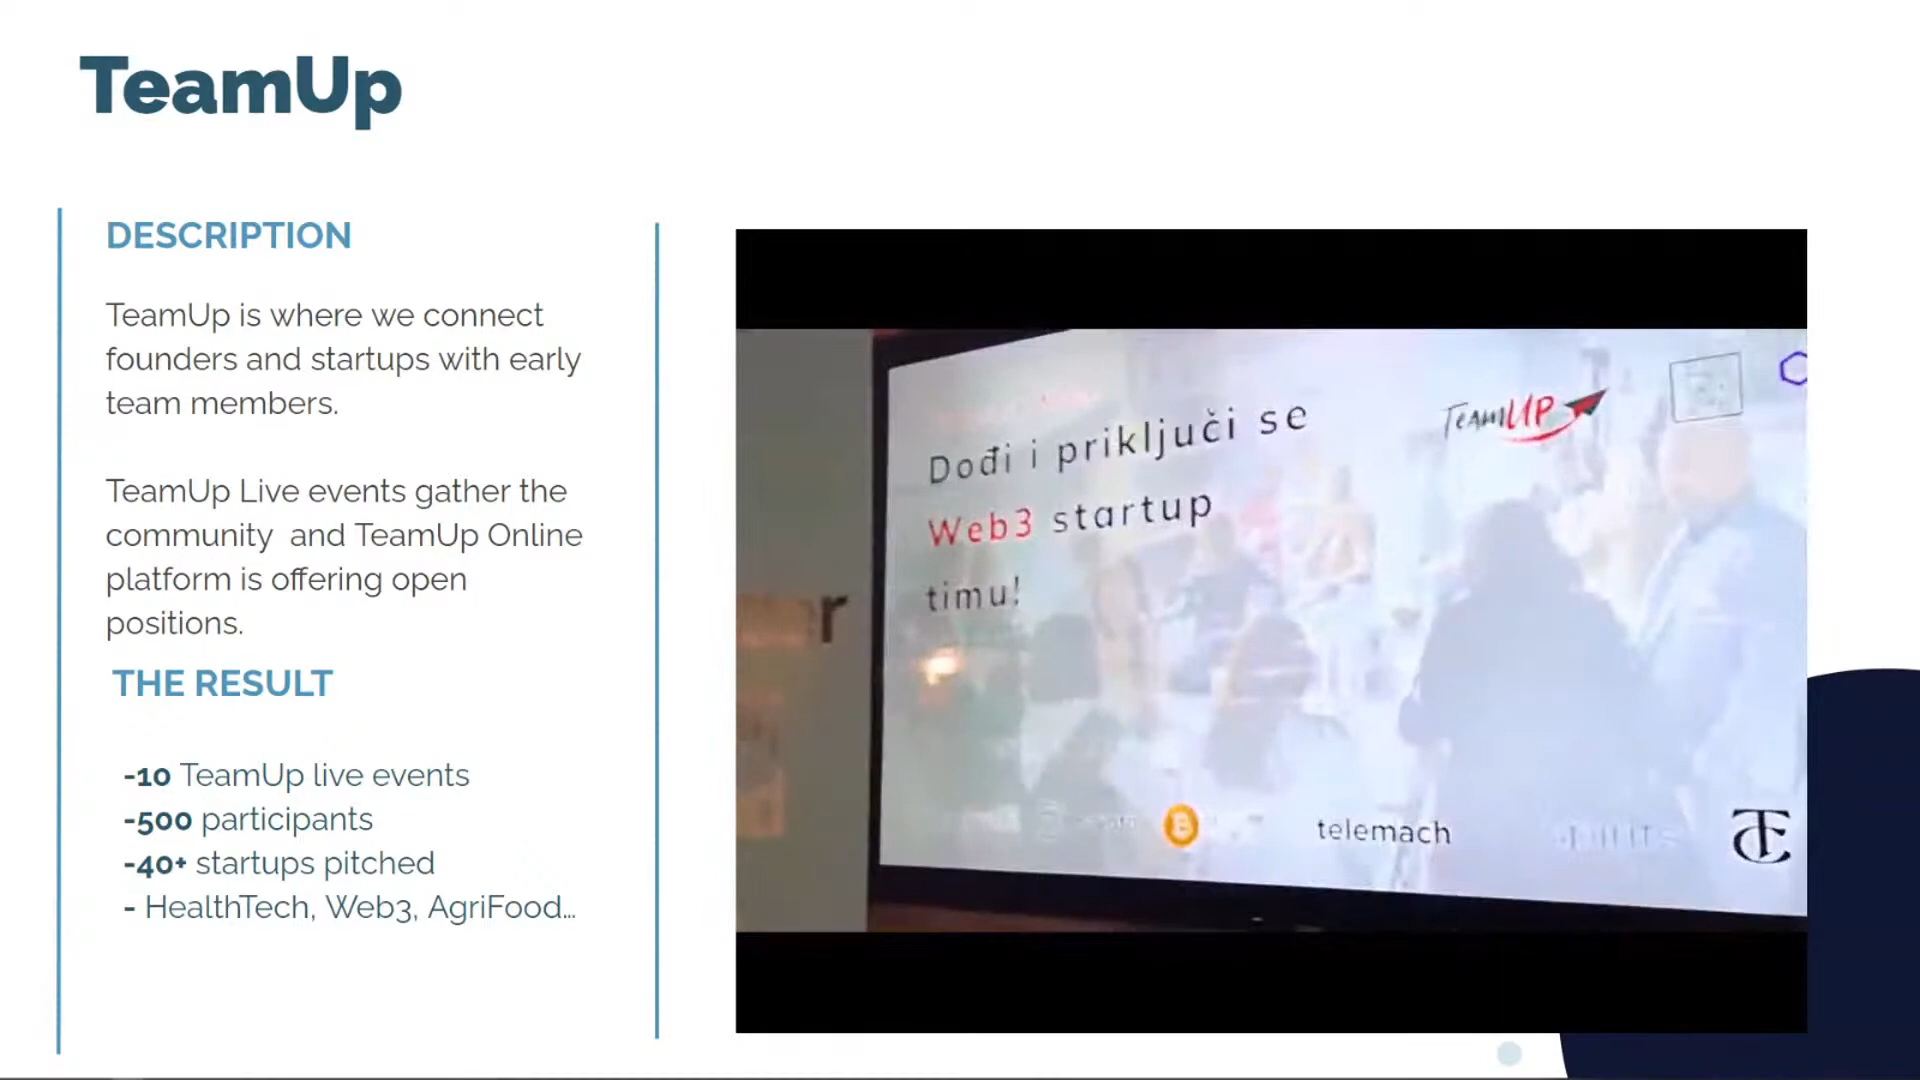 TeamUp
DESCRIPTION
TeamUp is where we connect
founders and startups with early
team members.
TeamUp Live events gather the
community and TeamUp Online
platform is offering open
positions.
THE RESULT
-10 TeamUp live events
-500 participants
-40+ startups pitched
- HealthTech, Web3, AgriFood...
Dođi i priključi se
Web3 startup
timu!
TeamUP
r
telemach